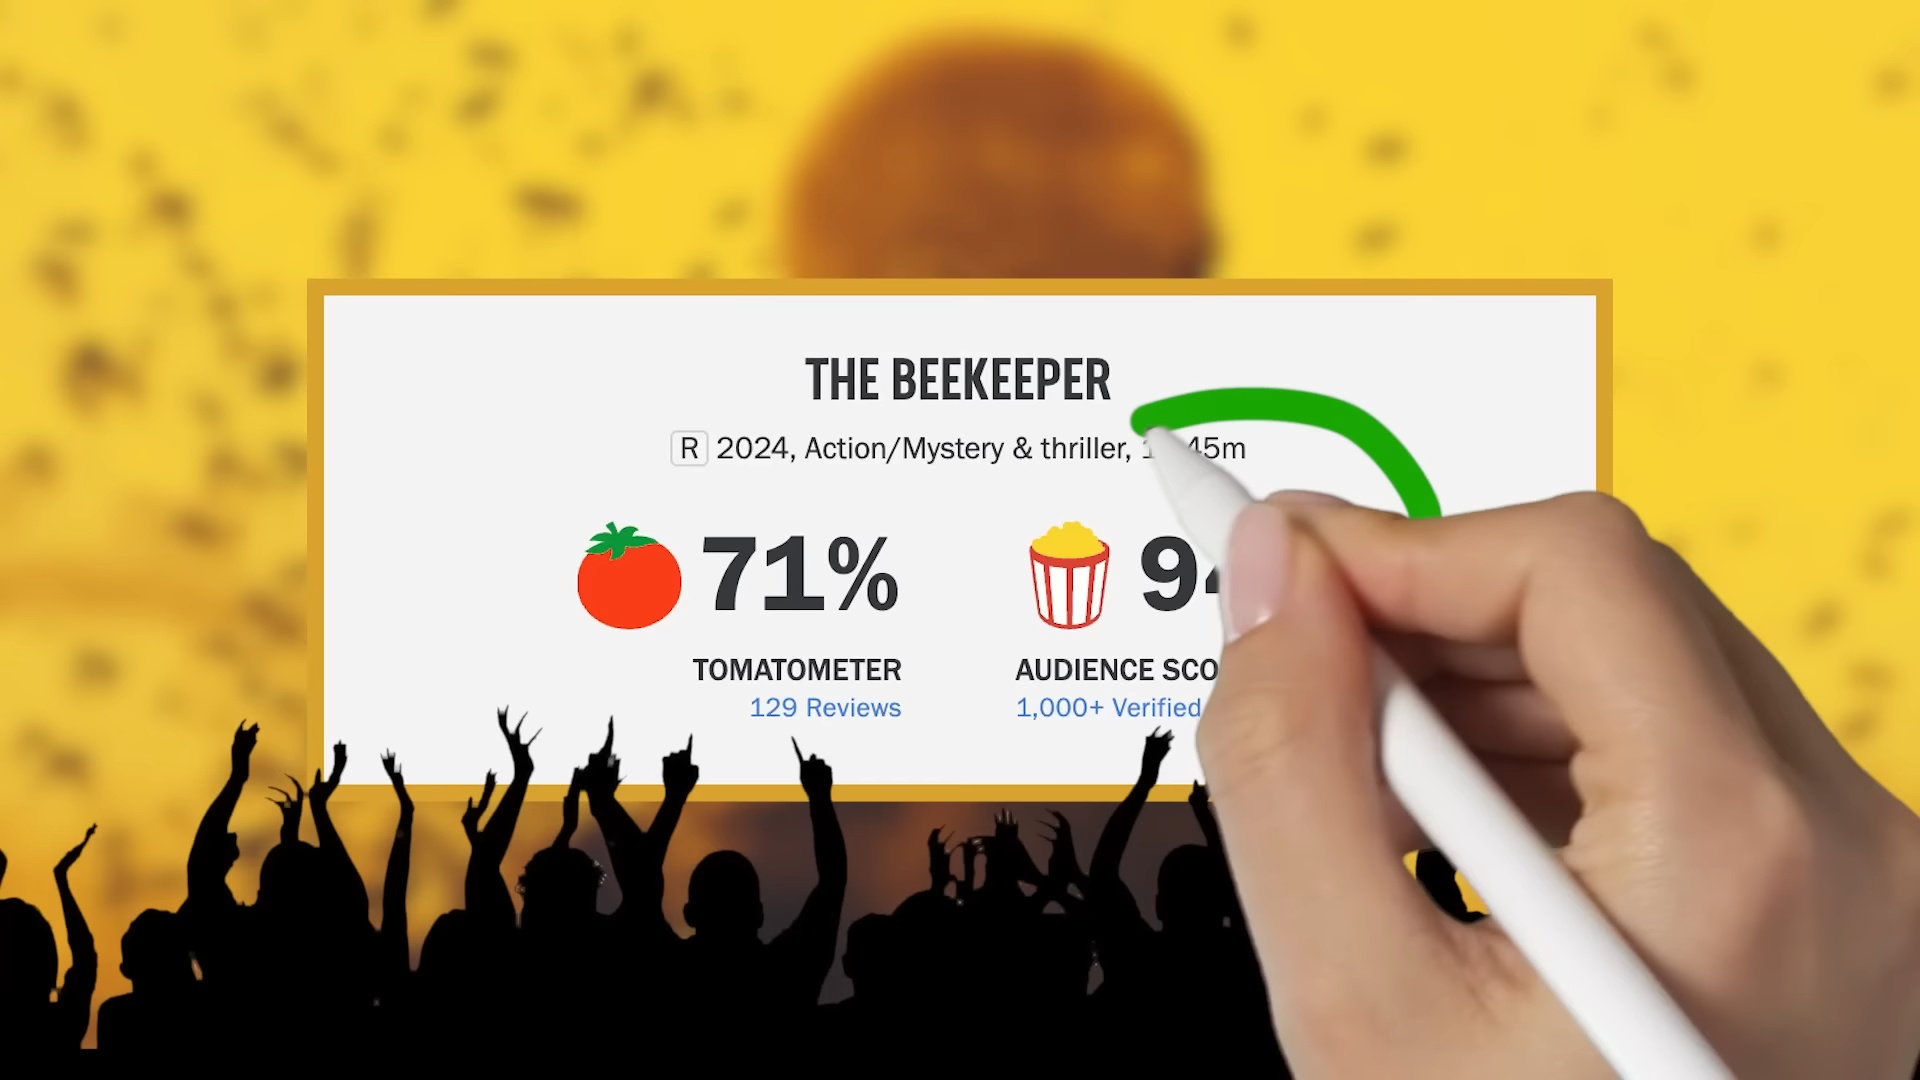 THE BEEKEEPER
R 2024, Action/Mystery & thriller, 45m
71%
TOMATOMETER
AUDIENCE
129 Reviews
1,000+ Verified